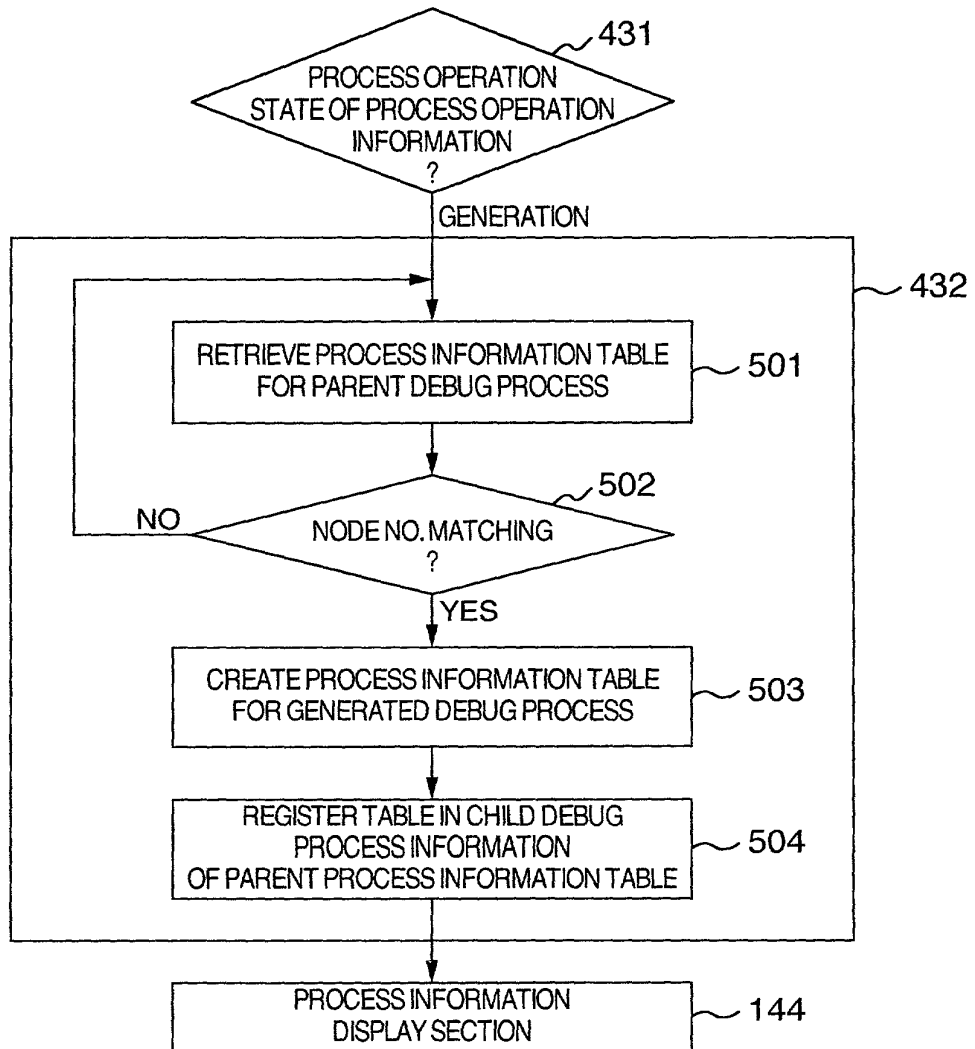 431
PROCESS OPERATION
STATE OF PROCESS OPERATION
INFORMATION
?
GENERATION
432
RETRIEVE PROCESS INFORMATION TABLE
FOR PARENT DEBUG PROCESS
501
502
NODE NO. MATCHING
?
NO
YES
CREATE PROCESS INFORMATION TABLE
FOR GENERATED DEBUG PROCESS
503
REGISTER TABLE IN CHILD DEBUG
PROCESS INFORMATION
OF PARENT PROCESS INFORMATION TABLE
504
PROCESS INFORMATION
DISPLAY SECTION
144